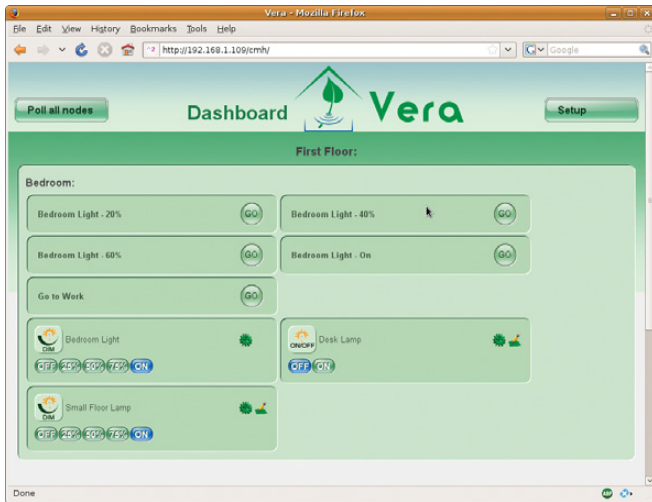 Vera - Mozilla Firefox
File Edit View History Bookmarks Tools Help
http://192.168.1.109/cmh/
Google
Poll all nodes
Dashboard
Vera
Setup
First Floor:
Bedroom:
Bedroom Light - 20% GO
Bedroom Light - 40% GO
Bedroom Light - 60% GO
Bedroom Light - On GO
Go to Work GO
DIM Bedroom Light
OFF 25% 50% 75% ON
ON/OFF Desk Lamp
OFF ON
DIM Small Floor Lamp
OFF 25% 50% 75% ON
Done
ABP